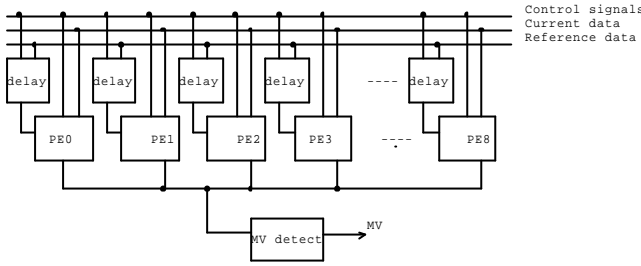 Control signals
Current data
Reference data
delay delay delay delay ---- delay
PE0 PE1 PE2 PE3 ---- PE8
MV
MV detect